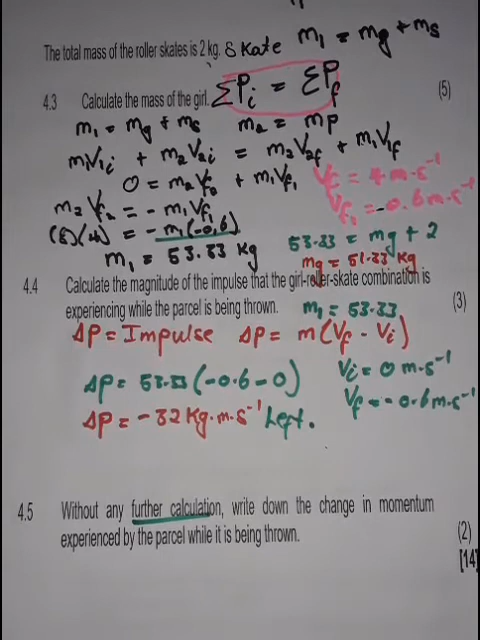 The total mass of the roller skates is 2 kg. skate m₁ = mg + ms
4.3 Calculate the mass of the girl. ΣPi = ΣPf (5)
m₁ = mg + ms m₂ = mP
m₁V₁i + m₂V₂i = m₂V₂f + m₁V₁f
0 = m₂Vf₂ + m₁Vf₁ Vf = 4 m·s⁻¹
m₂Vf₂ = -m₁Vf₁ Vf₁ = -0.6 m·s⁻¹
(8)(4) = -m₁(-0,6) 53.33 = mg + 2
m₁ = 53.33 kg mg = 51.33 kg
4.4 Calculate the magnitude of the impulse that the girl-roller-skate combination is
experiencing while the parcel is being thrown. m₁ = 53.33 (3)
ΔP = Impulse ΔP = m(Vf - Vi)
ΔP = 53.33(-0.6-0) Vi = 0 m·s⁻¹
ΔP = -32 kg·m·s⁻¹ Left. Vf = -0.6 m·s⁻¹
4.5 Without any further calculation, write down the change in momentum
experienced by the parcel while it is being thrown. (2)
[14]